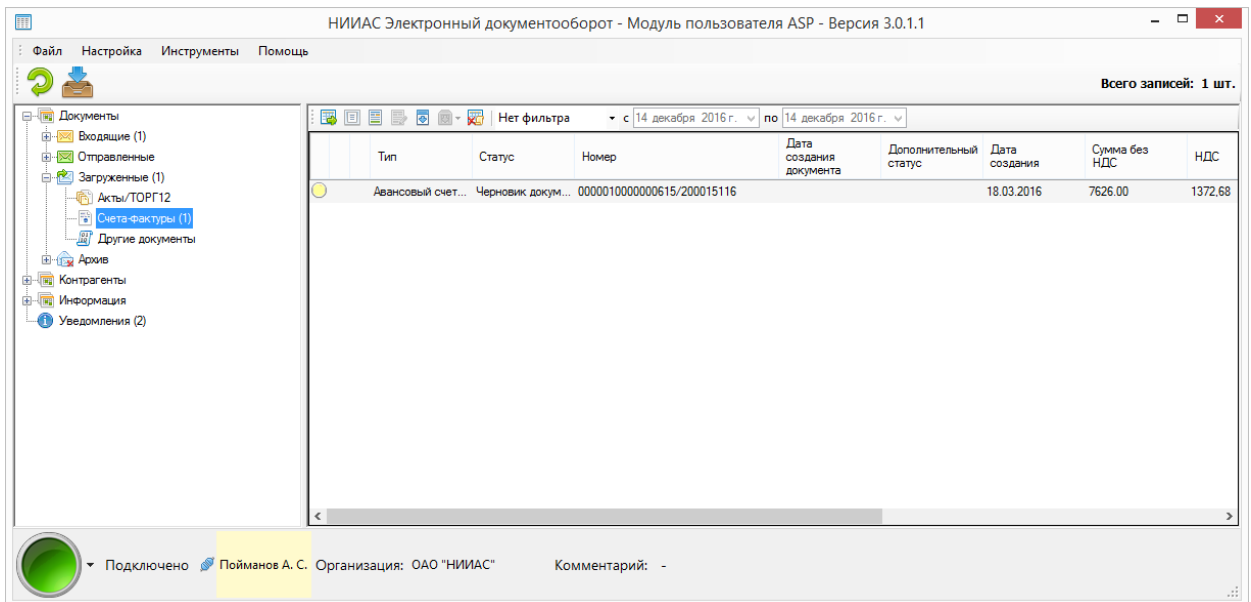 НИИАС Электронный документооборот - Модуль пользователя ASP - Версия 3.0.1.1
Файл Настройка Инструменты Помощь
Всего записей: 1 шт.
Документы
Входящие (1)
Отправленные
Загруженные (1)
Акты/ТОРГ12
Счета-фактуры (1)
Другие документы
Архив
Контрагенты
Информация
Уведомления (2)
Нет фильтра с 14 декабря 2016 г. по 14 декабря 2016 г.
Тип Статус Номер Дата создания документа Дополнительный статус Дата создания Сумма без НДС НДС
Авансовый счет... Черновик докум... 0000010000000615/200015116 18.03.2016 7626.00 1372,68
Подключено Пойманов А. С. Организация: ОАО "НИИАС" Комментарий: -